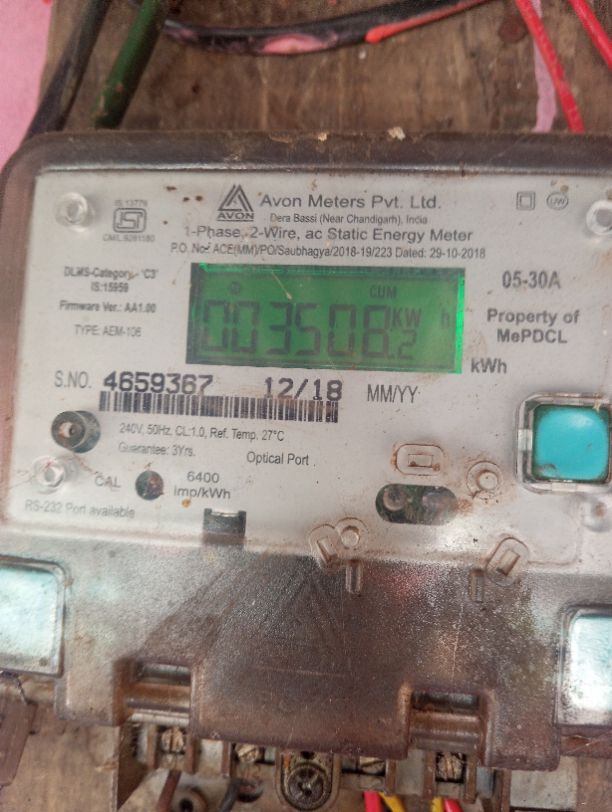 IS 13779
ISI
CM/L 9261180
AVON
Avon Meters Pvt. Ltd.
Dera Bassi (Near Chandigarh), India
1-Phase, 2-Wire, ac Static Energy Meter
P.O. No: ACE(MM)/PO/Saubhagya/2018-19/223 Dated: 29-10-2018
DLMS-Category - 'C3'
IS:15959
Firmware Ver.: AA1.00
TYPE: AEM-106
CUM
003508.2 KW h
kWh
05-30A
Property of
MePDCL
S.NO. 4659367 12/18 MM/YY
240V, 50Hz, CL:1.0, Ref. Temp. 27°C
Guarantee: 3Yrs.
Optical Port
CAL
6400
imp/kWh
RS-232 Port available